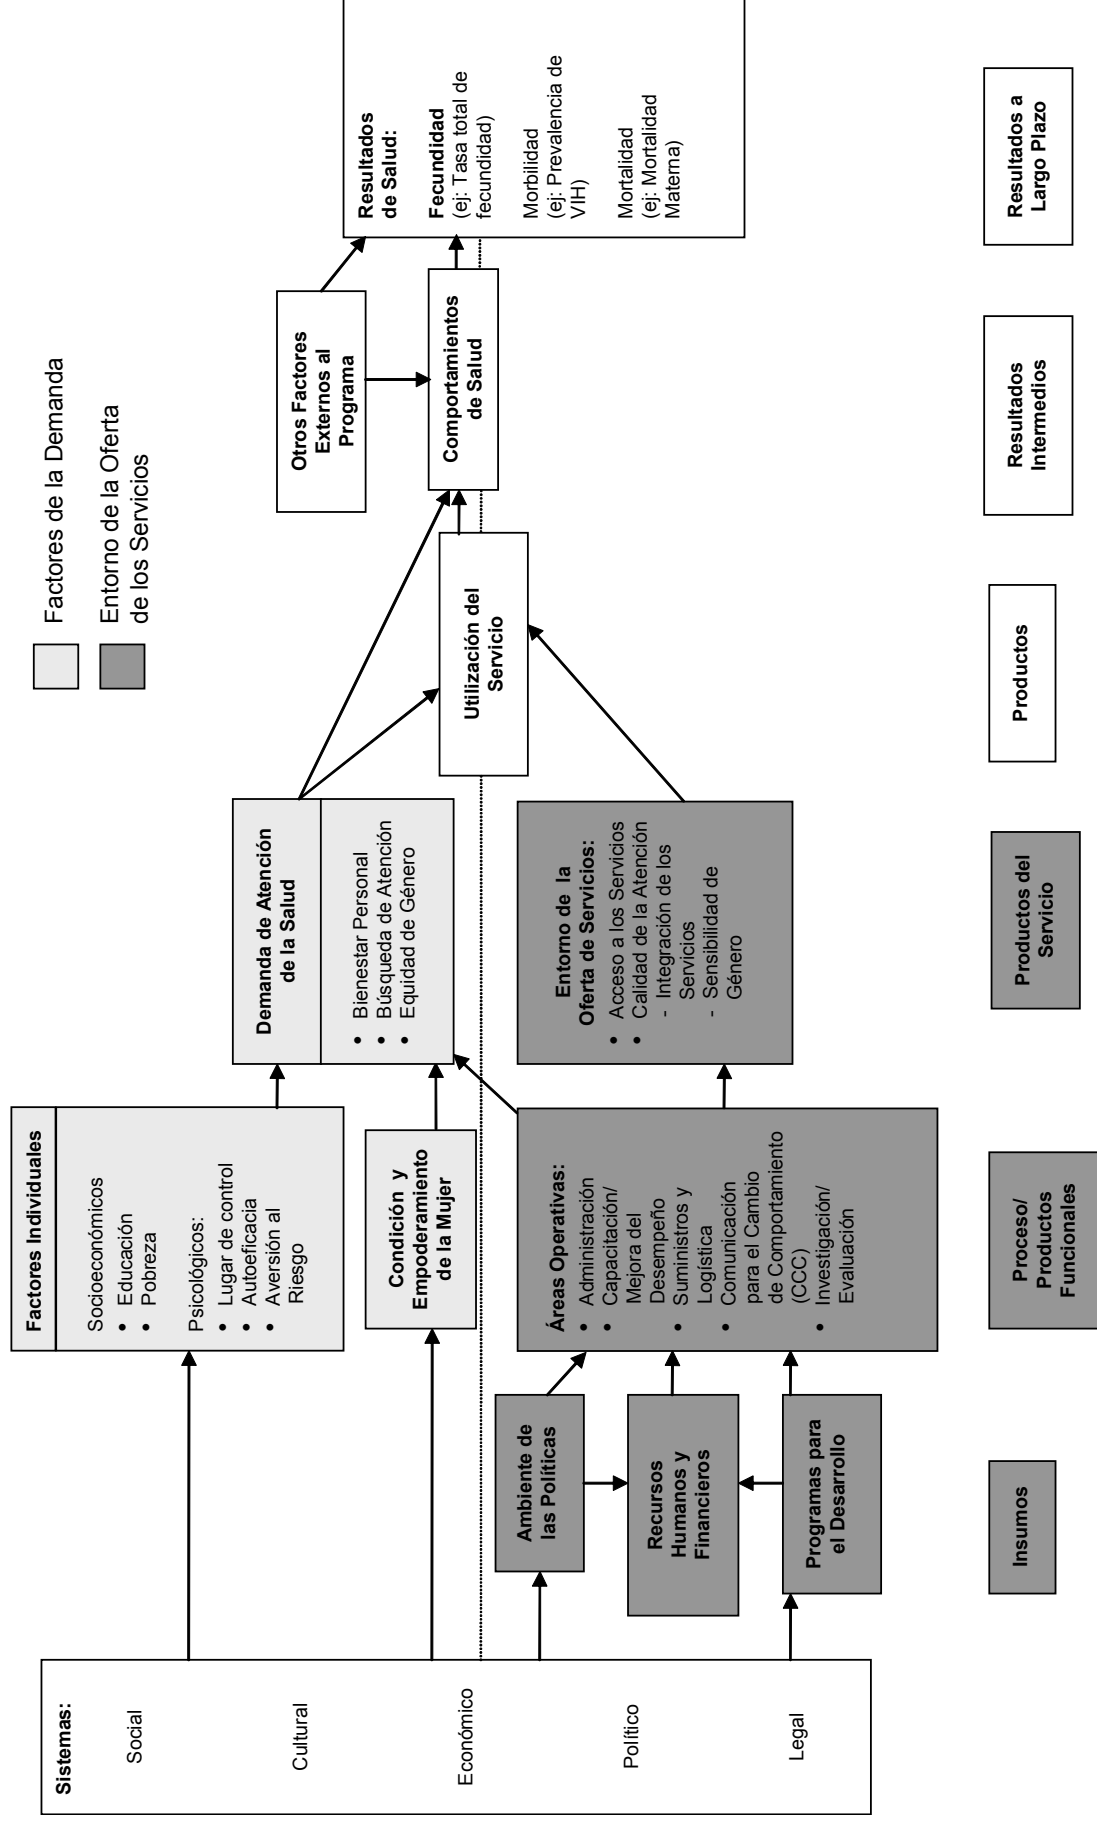 Factores de la Demanda
Entorno de la Oferta
de los Servicios
Sistemas:
Social
Cultural
Económico
Político
Legal
Factores Individuales
Socioeconómicos
• Educación
• Pobreza
Psicológicos:
• Lugar de control
• Autoeficacia
• Aversión al
Riesgo
Condición y
Empoderamiento
de la Mujer
Ambiente de
las Políticas
Recursos
Humanos y
Financieros
Programas para
el Desarrollo
Áreas Operativas:
• Administración
• Capacitación/
Mejora del
Desempeño
• Suministros y
Logística
• Comunicación
para el Cambio
de Comportamiento
(CCC)
• Investigación/
Evaluación
Demanda de Atención
de la Salud
• Bienestar Personal
• Búsqueda de Atención
• Equidad de Género
Entorno de la
Oferta de Servicios:
• Acceso a los Servicios
• Calidad de la Atención
- Integración de los
Servicios
- Sensibilidad de
Género
Utilización del
Servicio
Otros Factores
Externos al
Programa
Comportamientos
de Salud
Resultados
de Salud:
Fecundidad
(ej: Tasa total de
fecundidad)
Morbilidad
(ej: Prevalencia de
VIH)
Mortalidad
(ej: Mortalidad
Materna)
Insumos
Proceso/
Productos
Funcionales
Productos del
Servicio
Productos
Resultados
Intermedios
Resultados a
Largo Plazo